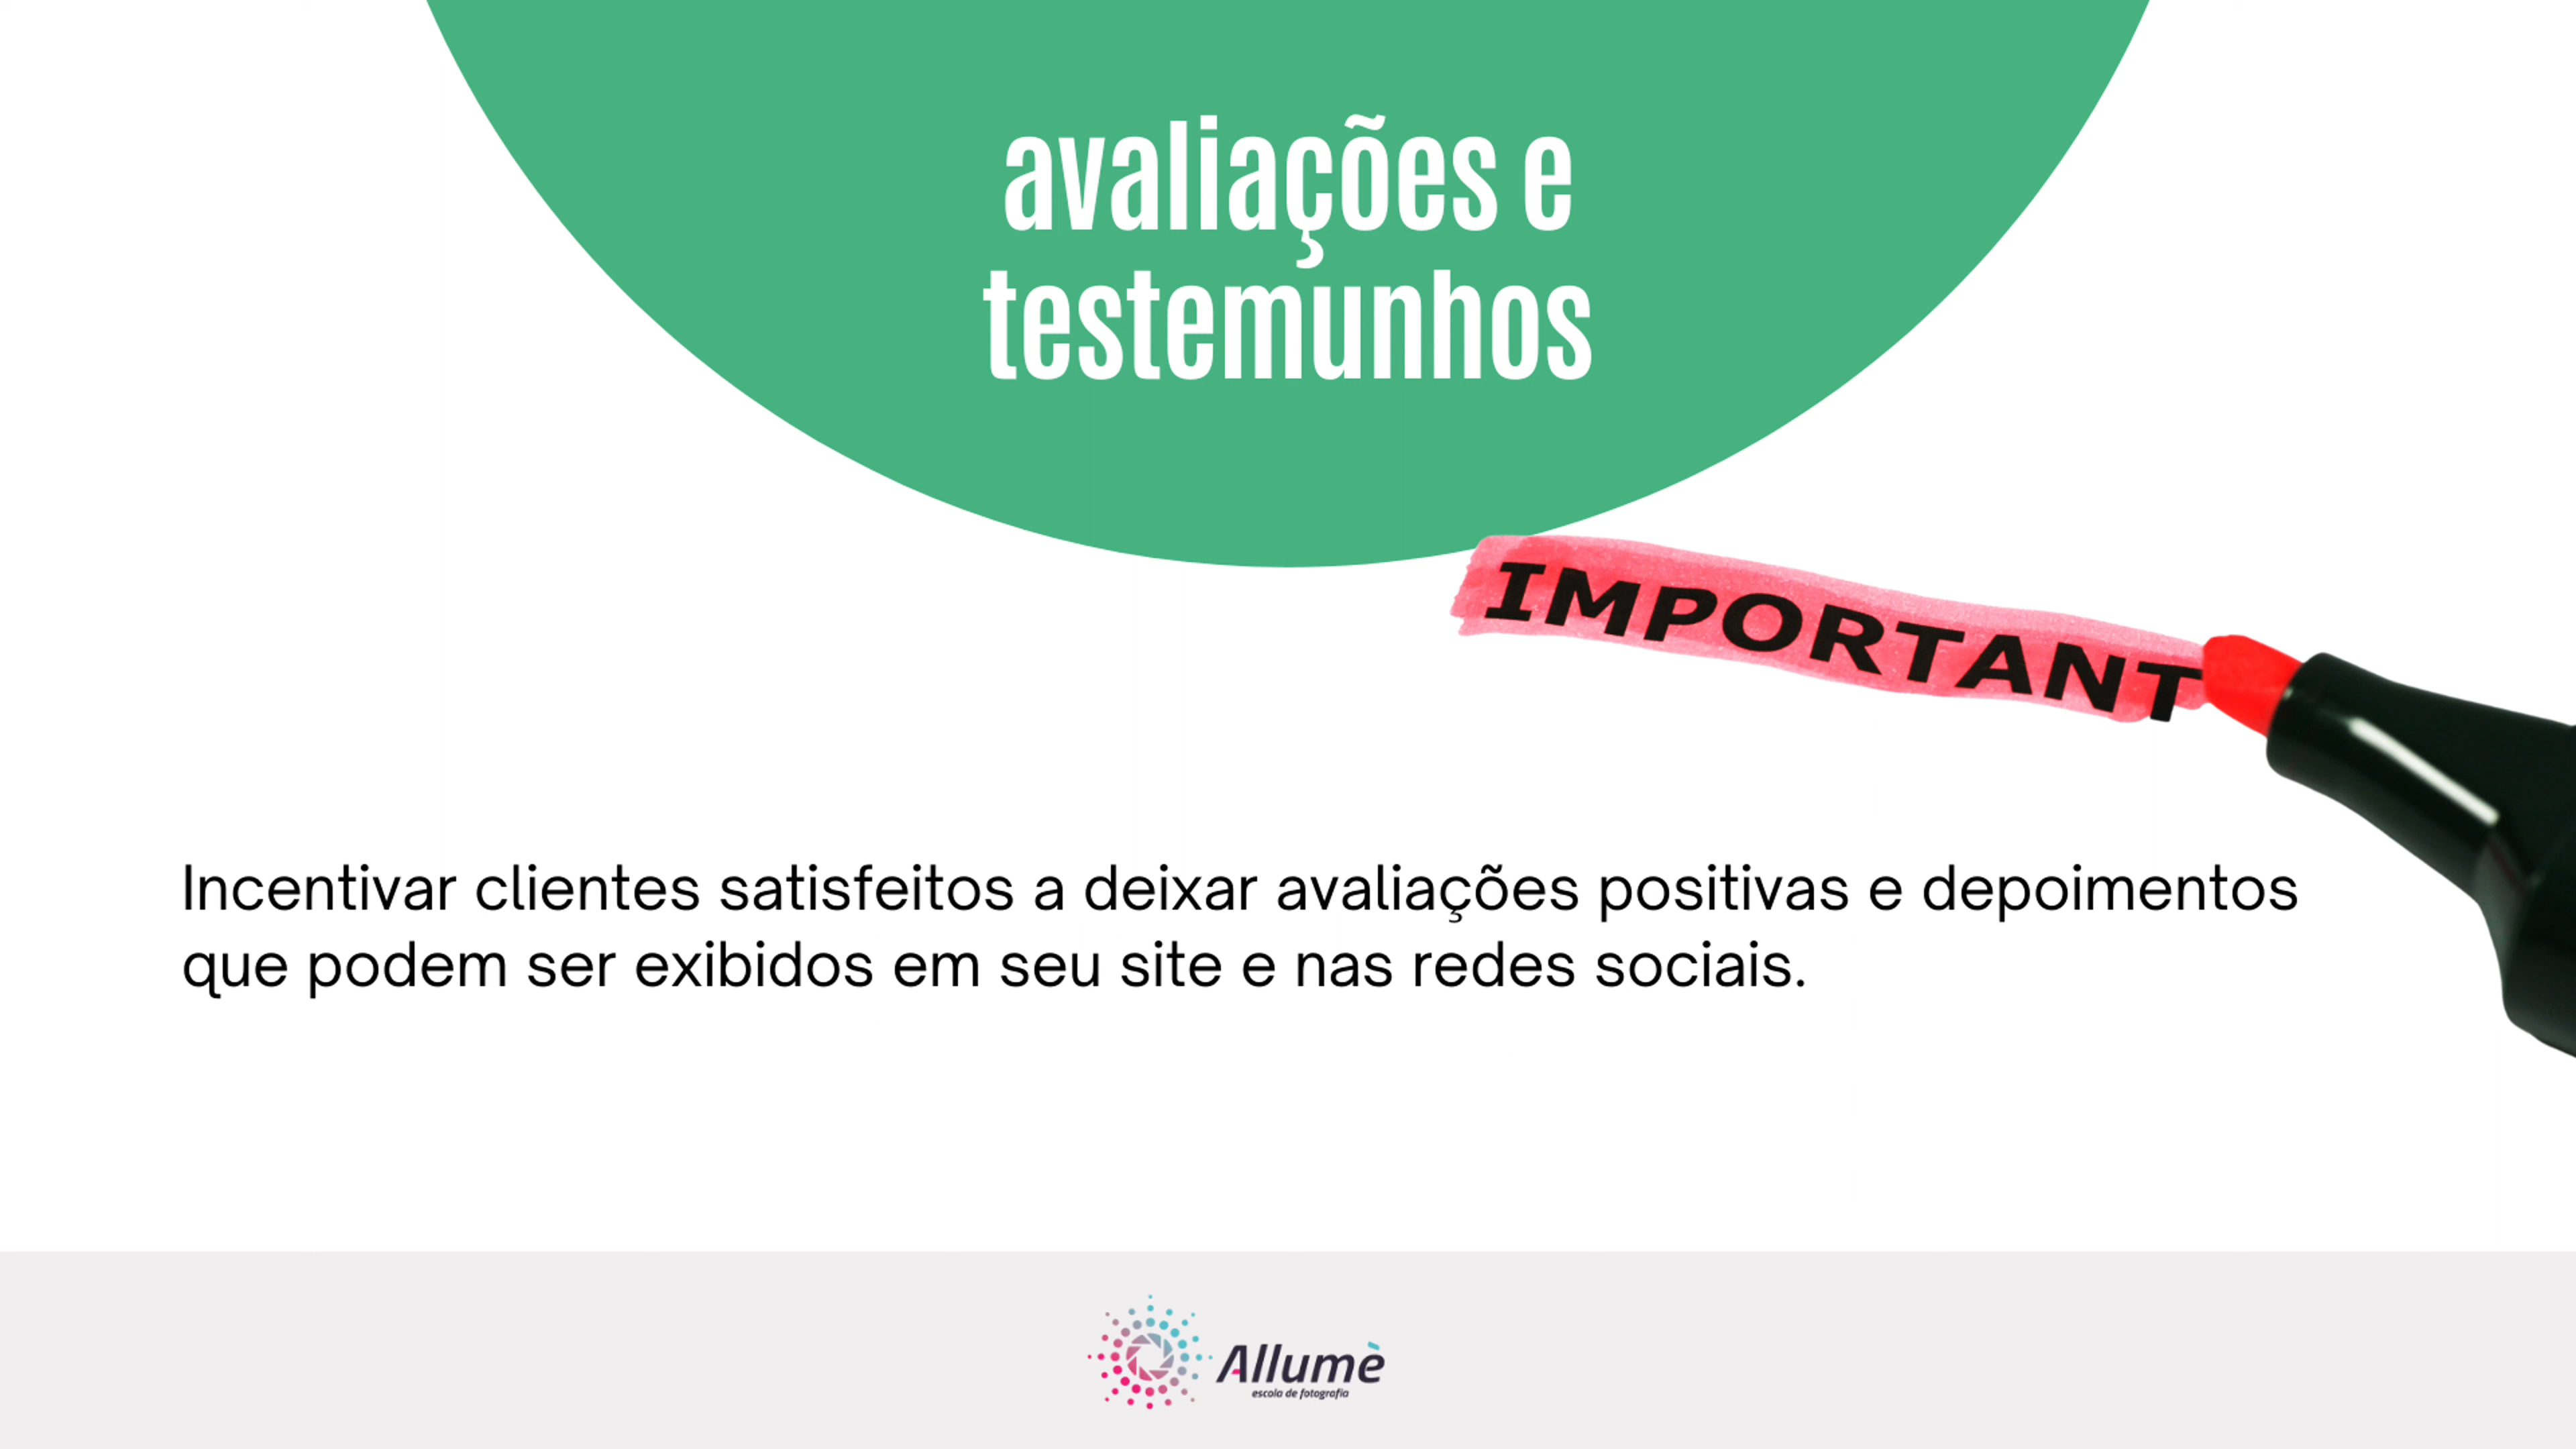 avaliações e
testemunhos
IMPORTANT
Incentivar clientes satisfeitos a deixar avaliações positivas e depoimentos
que podem ser exibidos em seu site e nas redes sociais.
Allumè
escola de fotografia